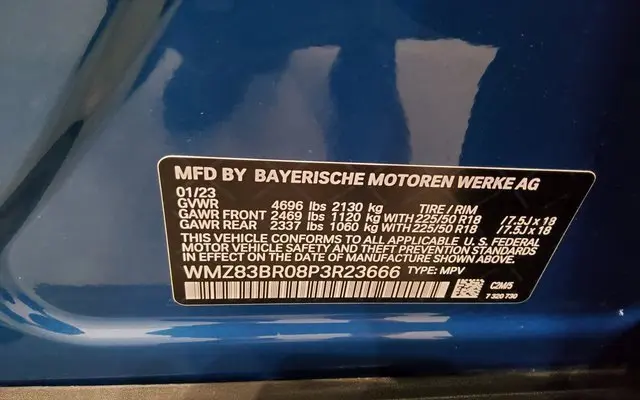 MFD BY BAYERISCHE MOTOREN WERKE AG
01/23
GVWR 4696 lbs 2130 kg TIRE / RIM
GAWR FRONT 2469 lbs 1120 kg WITH 225/50 R18 /7.5J x 18
GAWR REAR 2337 lbs 1060 kg WITH 225/50 R18 /7.5J x 18
THIS VEHICLE CONFORMS TO ALL APPLICABLE U.S. FEDERAL
MOTOR VEHICLE SAFETY AND THEFT PREVENTION STANDARDS
IN EFFECT ON THE DATE OF MANUFACTURE SHOWN ABOVE.
WMZ83BR08P3R23666 TYPE: MPV
C2M/5
7 320 730